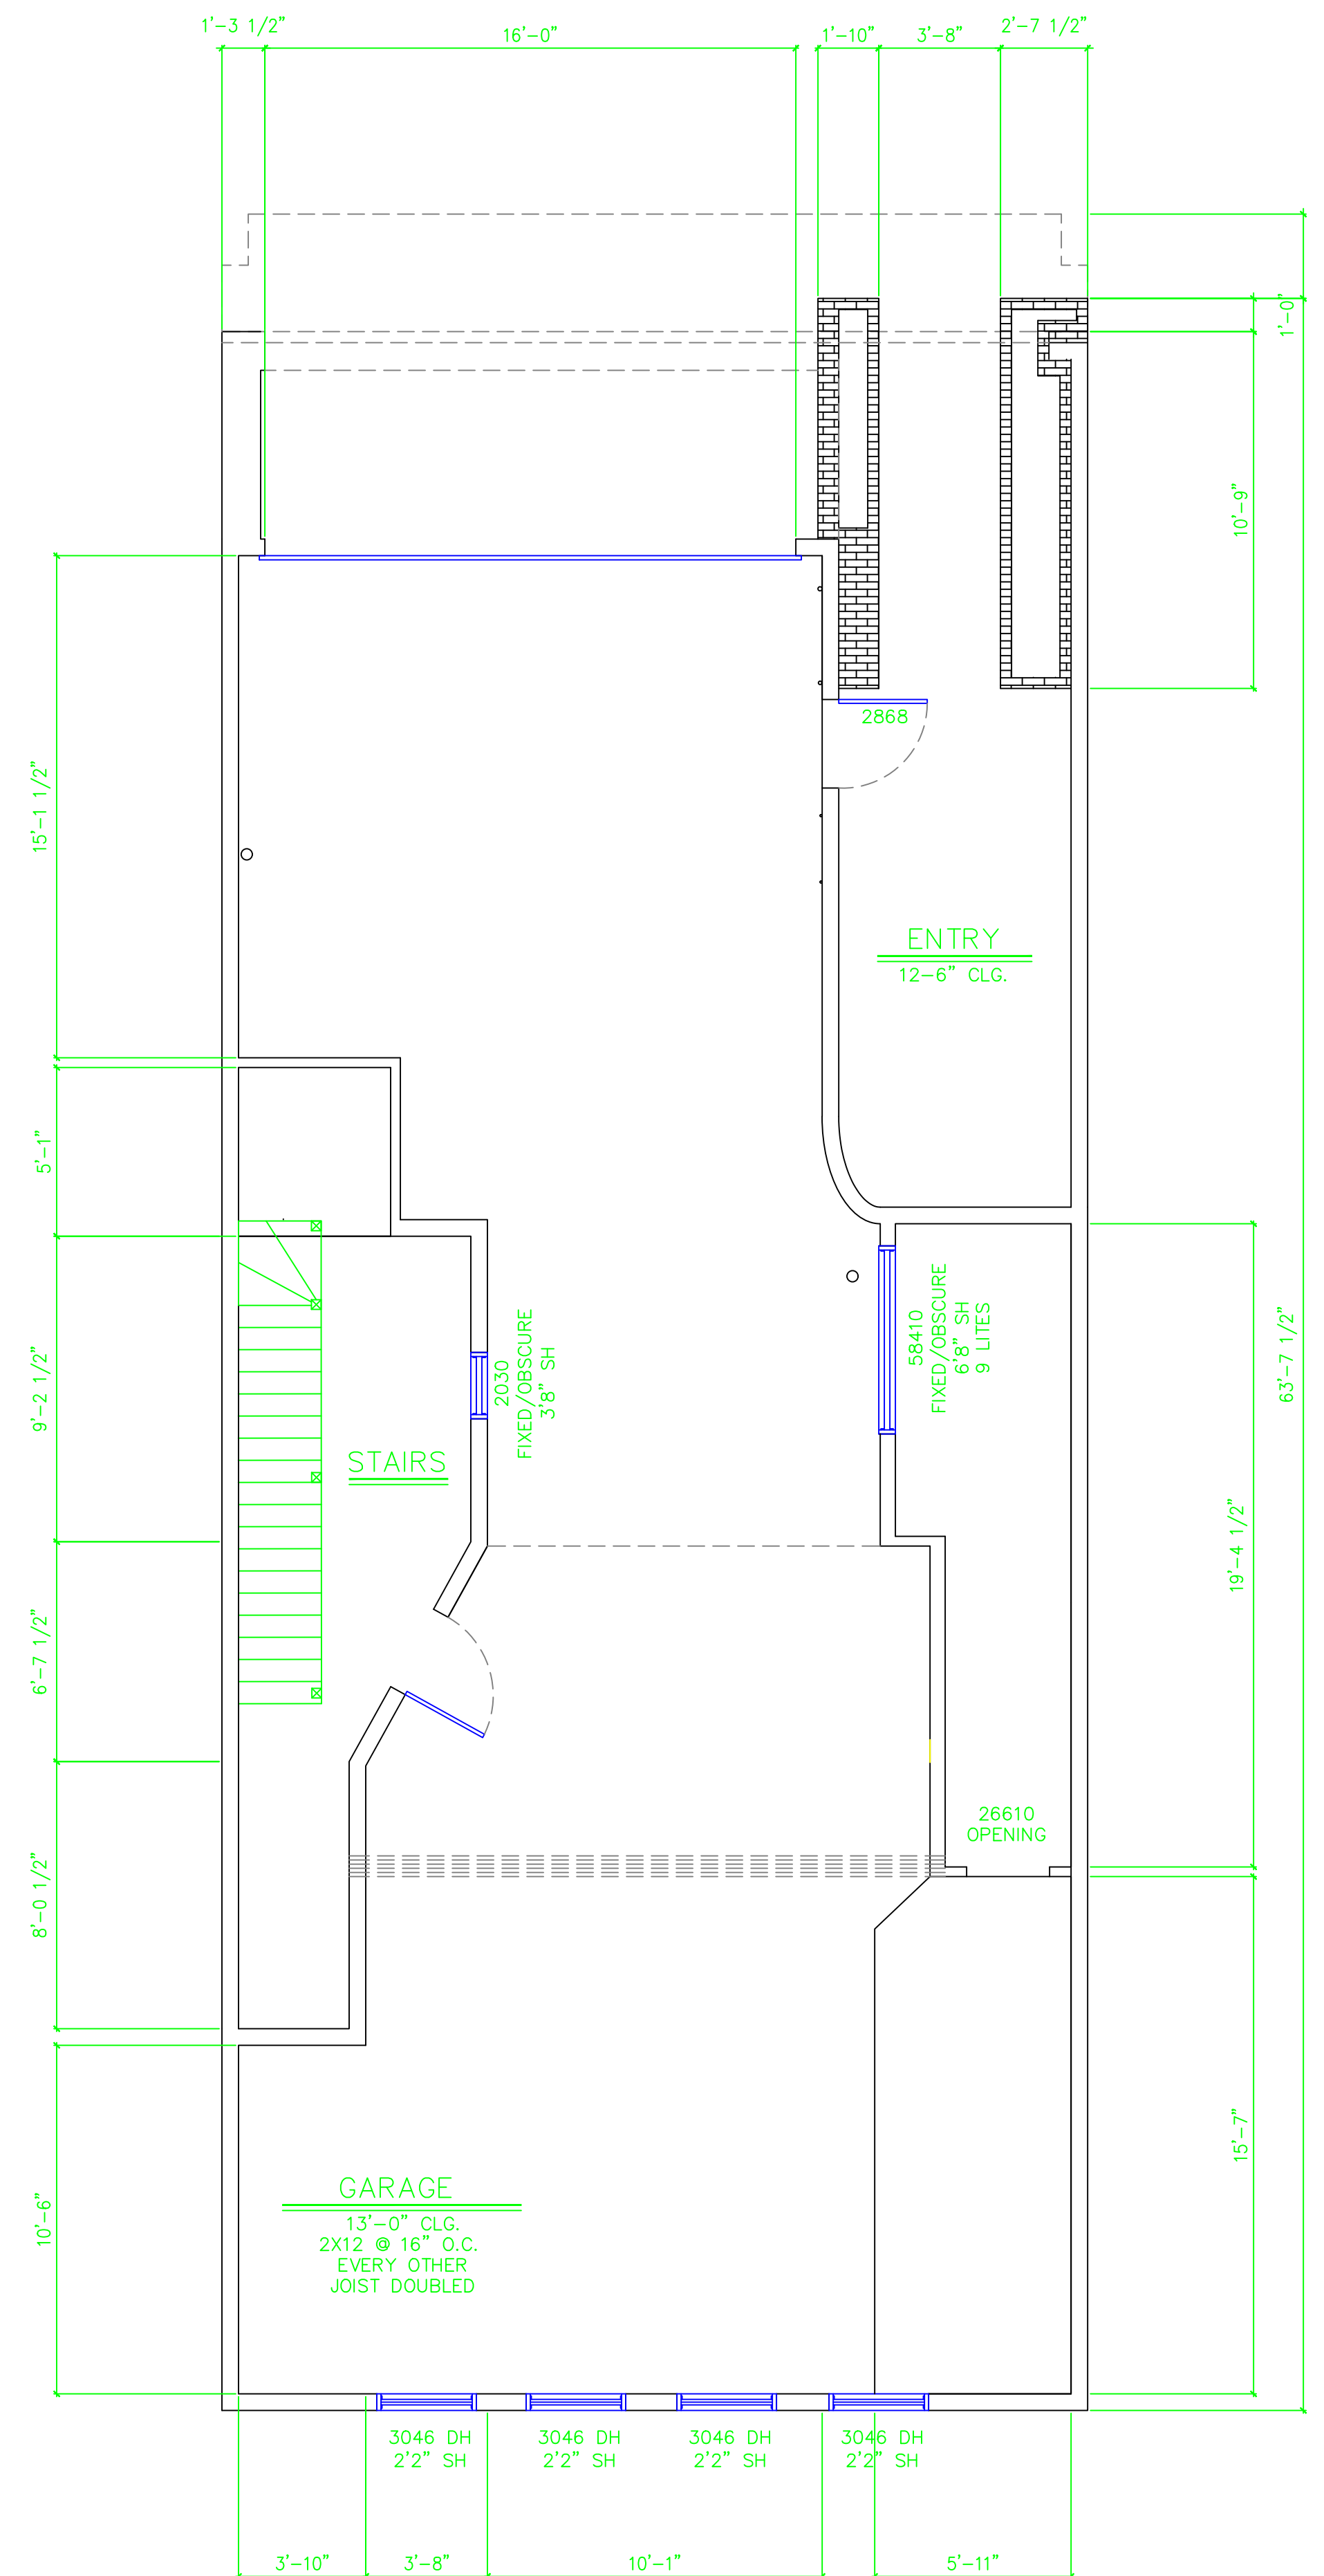 1'-3 1/2"
16'-0"
1'-10"
3'-8"
2'-7 1/2"
1'-0"
10'-9"
2868
15'-1 1/2"
ENTRY
12-6" CLG.
5'-1"
9'-2 1/2"
2030
FIXED/OBSCURE
3'8" SH
58410
FIXED/OBSCURE
6'8" SH
9 LITES
63'-7 1/2"
STAIRS
19'-4 1/2"
6'-7 1/2"
26610
OPENING
8'-0 1/2"
15'-7"
10'-6"
GARAGE
13'-0" CLG.
2X12 @ 16" O.C.
EVERY OTHER
JOIST DOUBLED
3046 DH
2'2" SH
3046 DH
2'2" SH
3046 DH
2'2" SH
3046 DH
2'2" SH
3'-10"
3'-8"
10'-1"
5'-11"